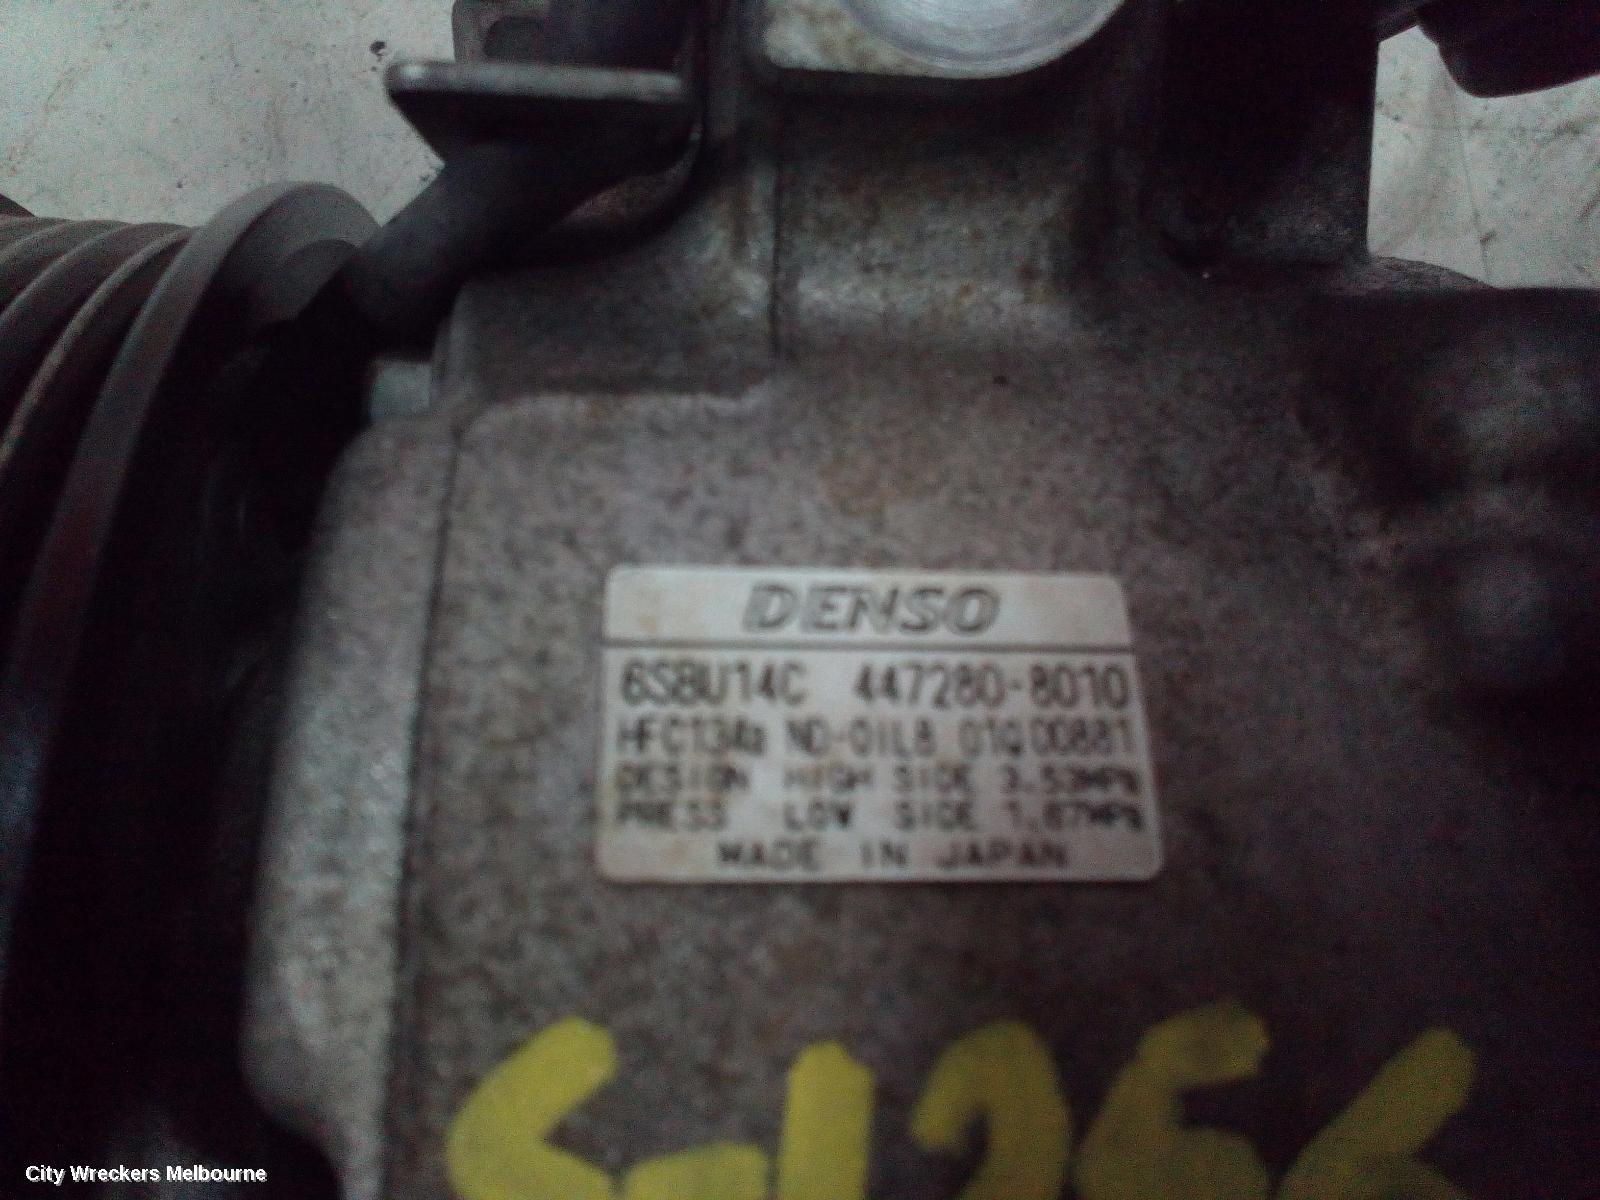 DENSO
6SBU14C 447280-8010
HFC134a ND-OIL8 01Q00881
DESIGN HIGH SIDE 3.53MPa
PRESS LOW SIDE 1.67MPa
MADE IN JAPAN
City Wreckers Melbourne